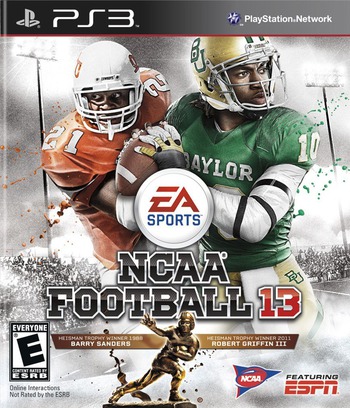 PS3
PlayStation Network
21
BU
BAYLOR
10
EA
SPORTS
NCAA
FOOTBALL 13
HEISMAN TROPHY WINNER 1988
BARRY SANDERS
HEISMAN TROPHY WINNER 2011
ROBERT GRIFFIN III
EVERYONE
E
CONTENT RATED BY
ESRB
Online Interactions
Not Rated by the ESRB
NCAA
FEATURING
ESPN